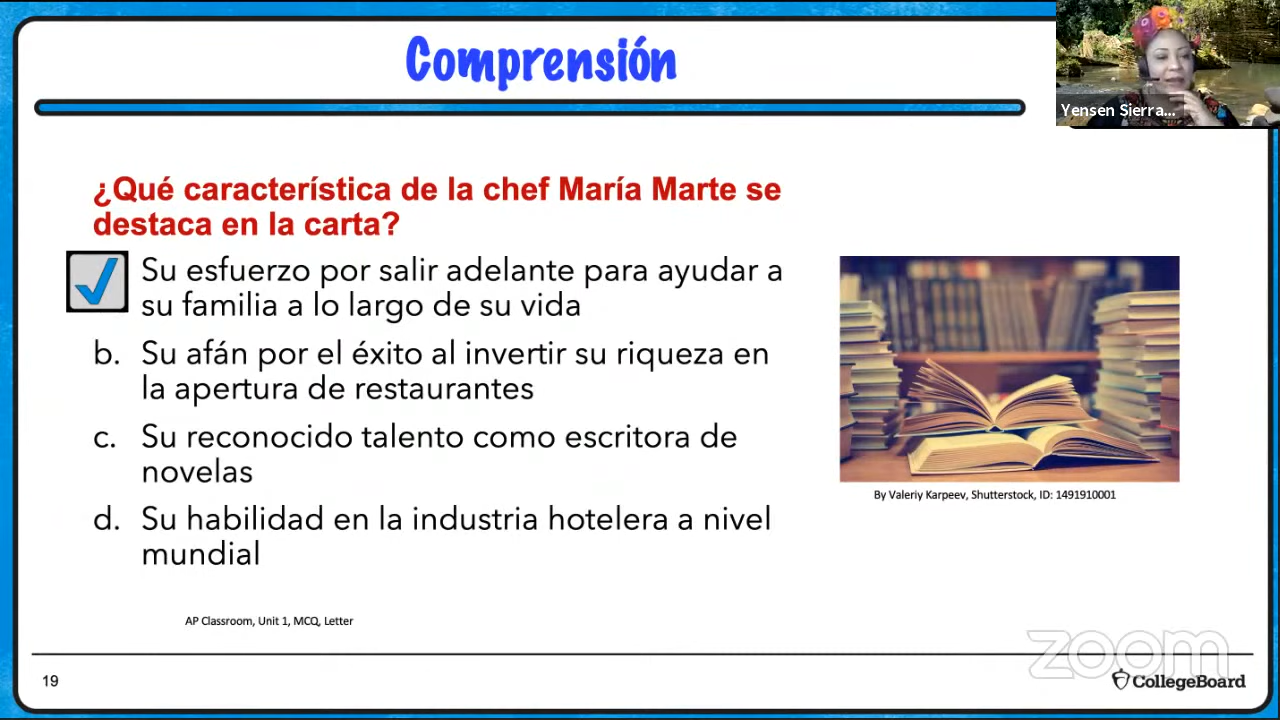 Comprensión
Yensen Sierra...
¿Qué característica de la chef María Marte se
destaca en la carta?
Su esfuerzo por salir adelante para ayudar a
su familia a lo largo de su vida
b. Su afán por el éxito al invertir su riqueza en
la apertura de restaurantes
c. Su reconocido talento como escritora de
novelas
d. Su habilidad en la industria hotelera a nivel
mundial
By Valeriy Karpeev, Shutterstock, ID: 1491910001
AP Classroom, Unit 1, MCQ, Letter
zoom
19
CollegeBoard